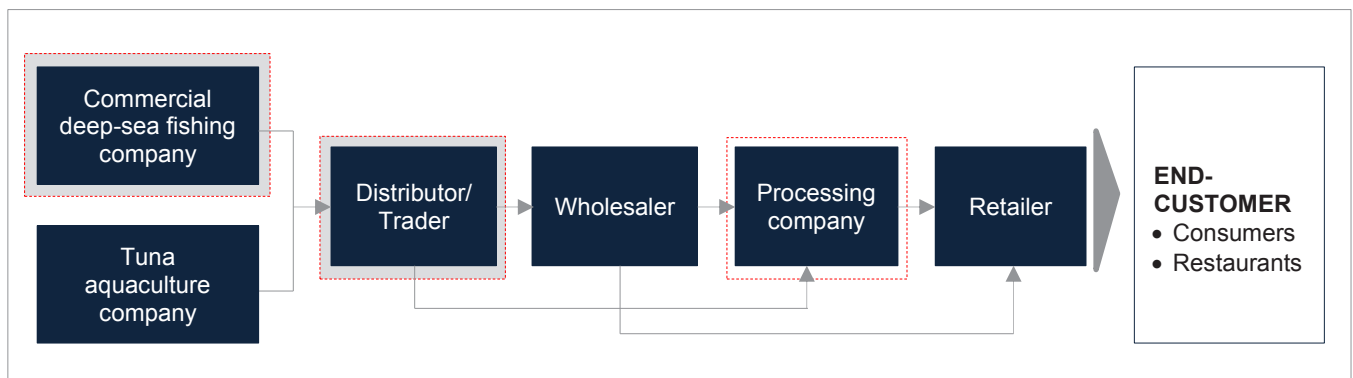 Commercial
deep-sea fishing
company
Tuna
aquaculture
company
Distributor/
Trader
Wholesaler
Processing
company
Retailer
END-
CUSTOMER
• Consumers
• Restaurants